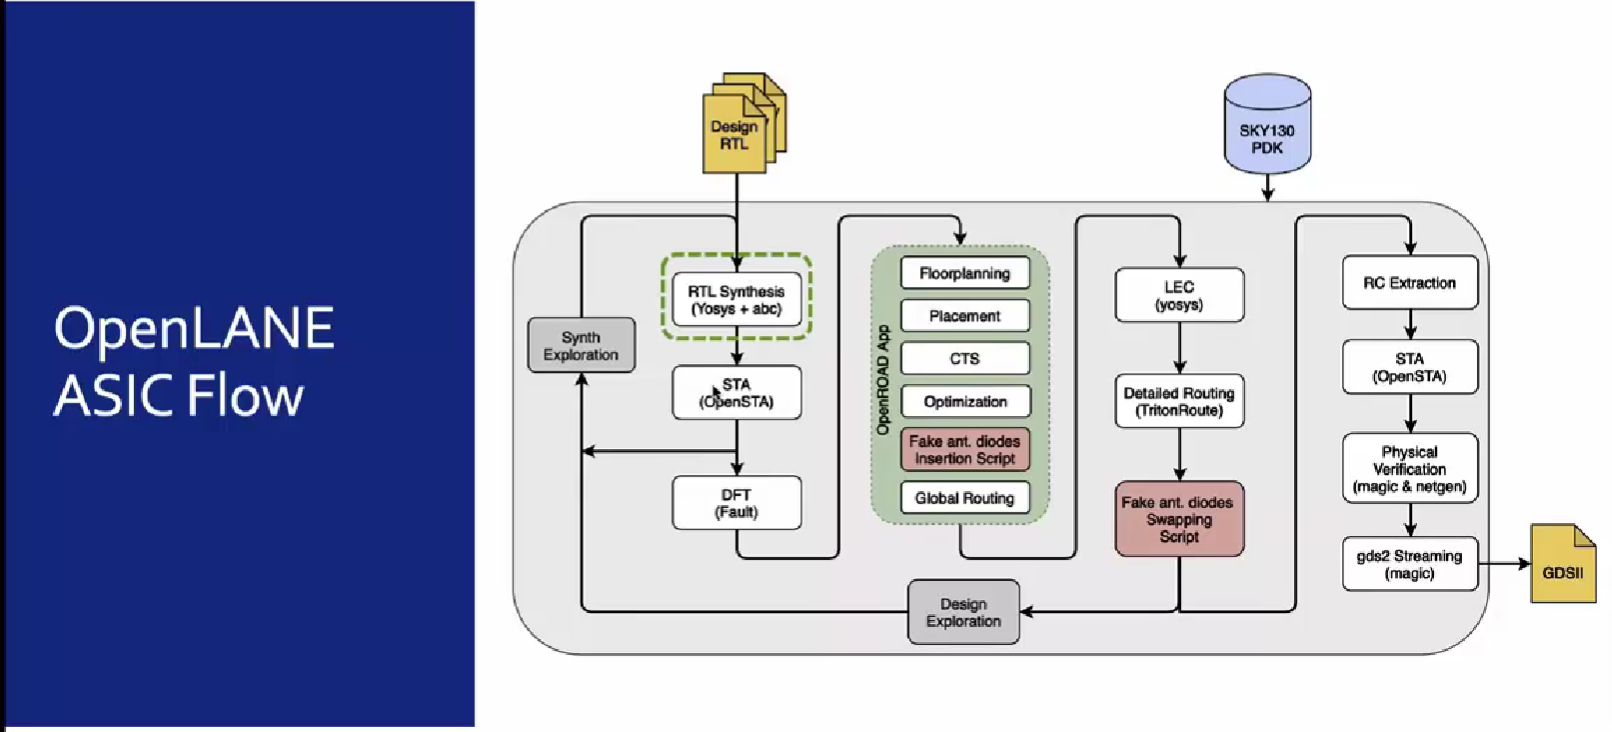 OpenLANE
ASIC Flow
Design
RTL
SKY130
PDK
RTL Synthesis
(Yosys + abc)
Synth
Exploration
STA
(OpenSTA)
DFT
(Fault)
OpenROAD App
Floorplanning
Placement
CTS
Optimization
Fake ant. diodes
Insertion Script
Global Routing
LEC
(yosys)
Detailed Routing
(TritonRoute)
Fake ant. diodes
Swapping
Script
Design
Exploration
RC Extraction
STA
(OpenSTA)
Physical
Verification
(magic & netgen)
gds2 Streaming
(magic)
GDSII